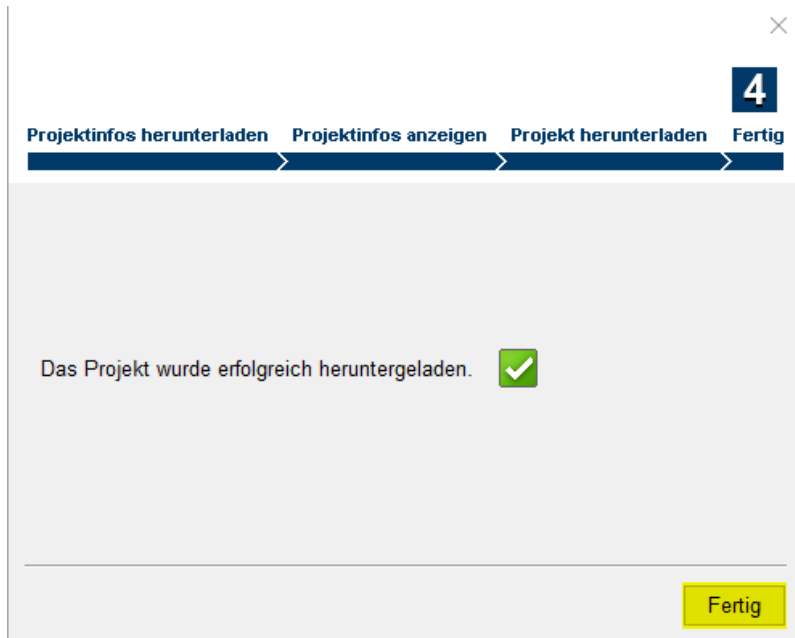 4
Projektinfos herunterladen Projektinfos anzeigen Projekt herunterladen Fertig
Das Projekt wurde erfolgreich heruntergeladen.
Fertig